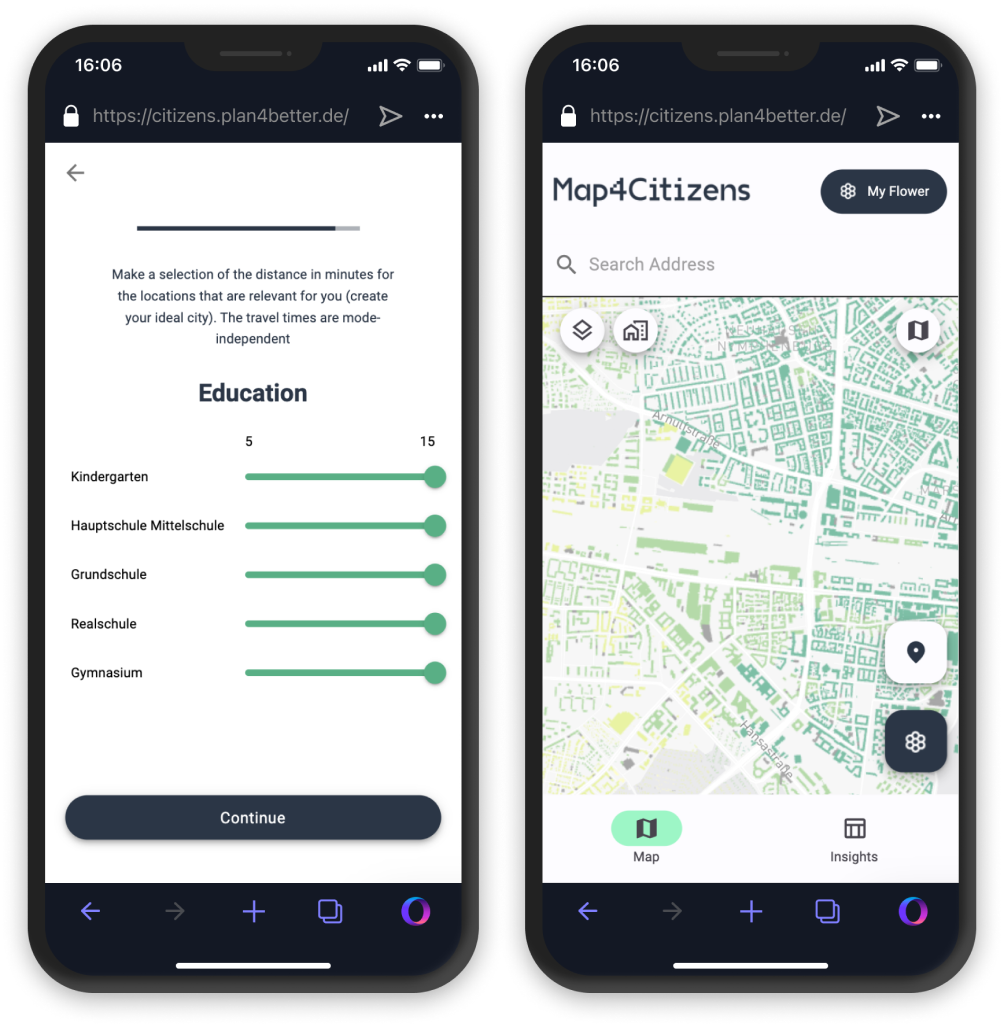 16:06
https://citizens.plan4better.de/
Make a selection of the distance in minutes for
the locations that are relevant for you (create
your ideal city). The travel times are mode-
independent
Education
5 15
Kindergarten
Hauptschule Mittelschule
Grundschule
Realschule
Gymnasium
Continue
16:06
https://citizens.plan4better.de/
Map4Citizens
My Flower
Search Address
Arnulfstraße
Hansastraße
Map
Insights